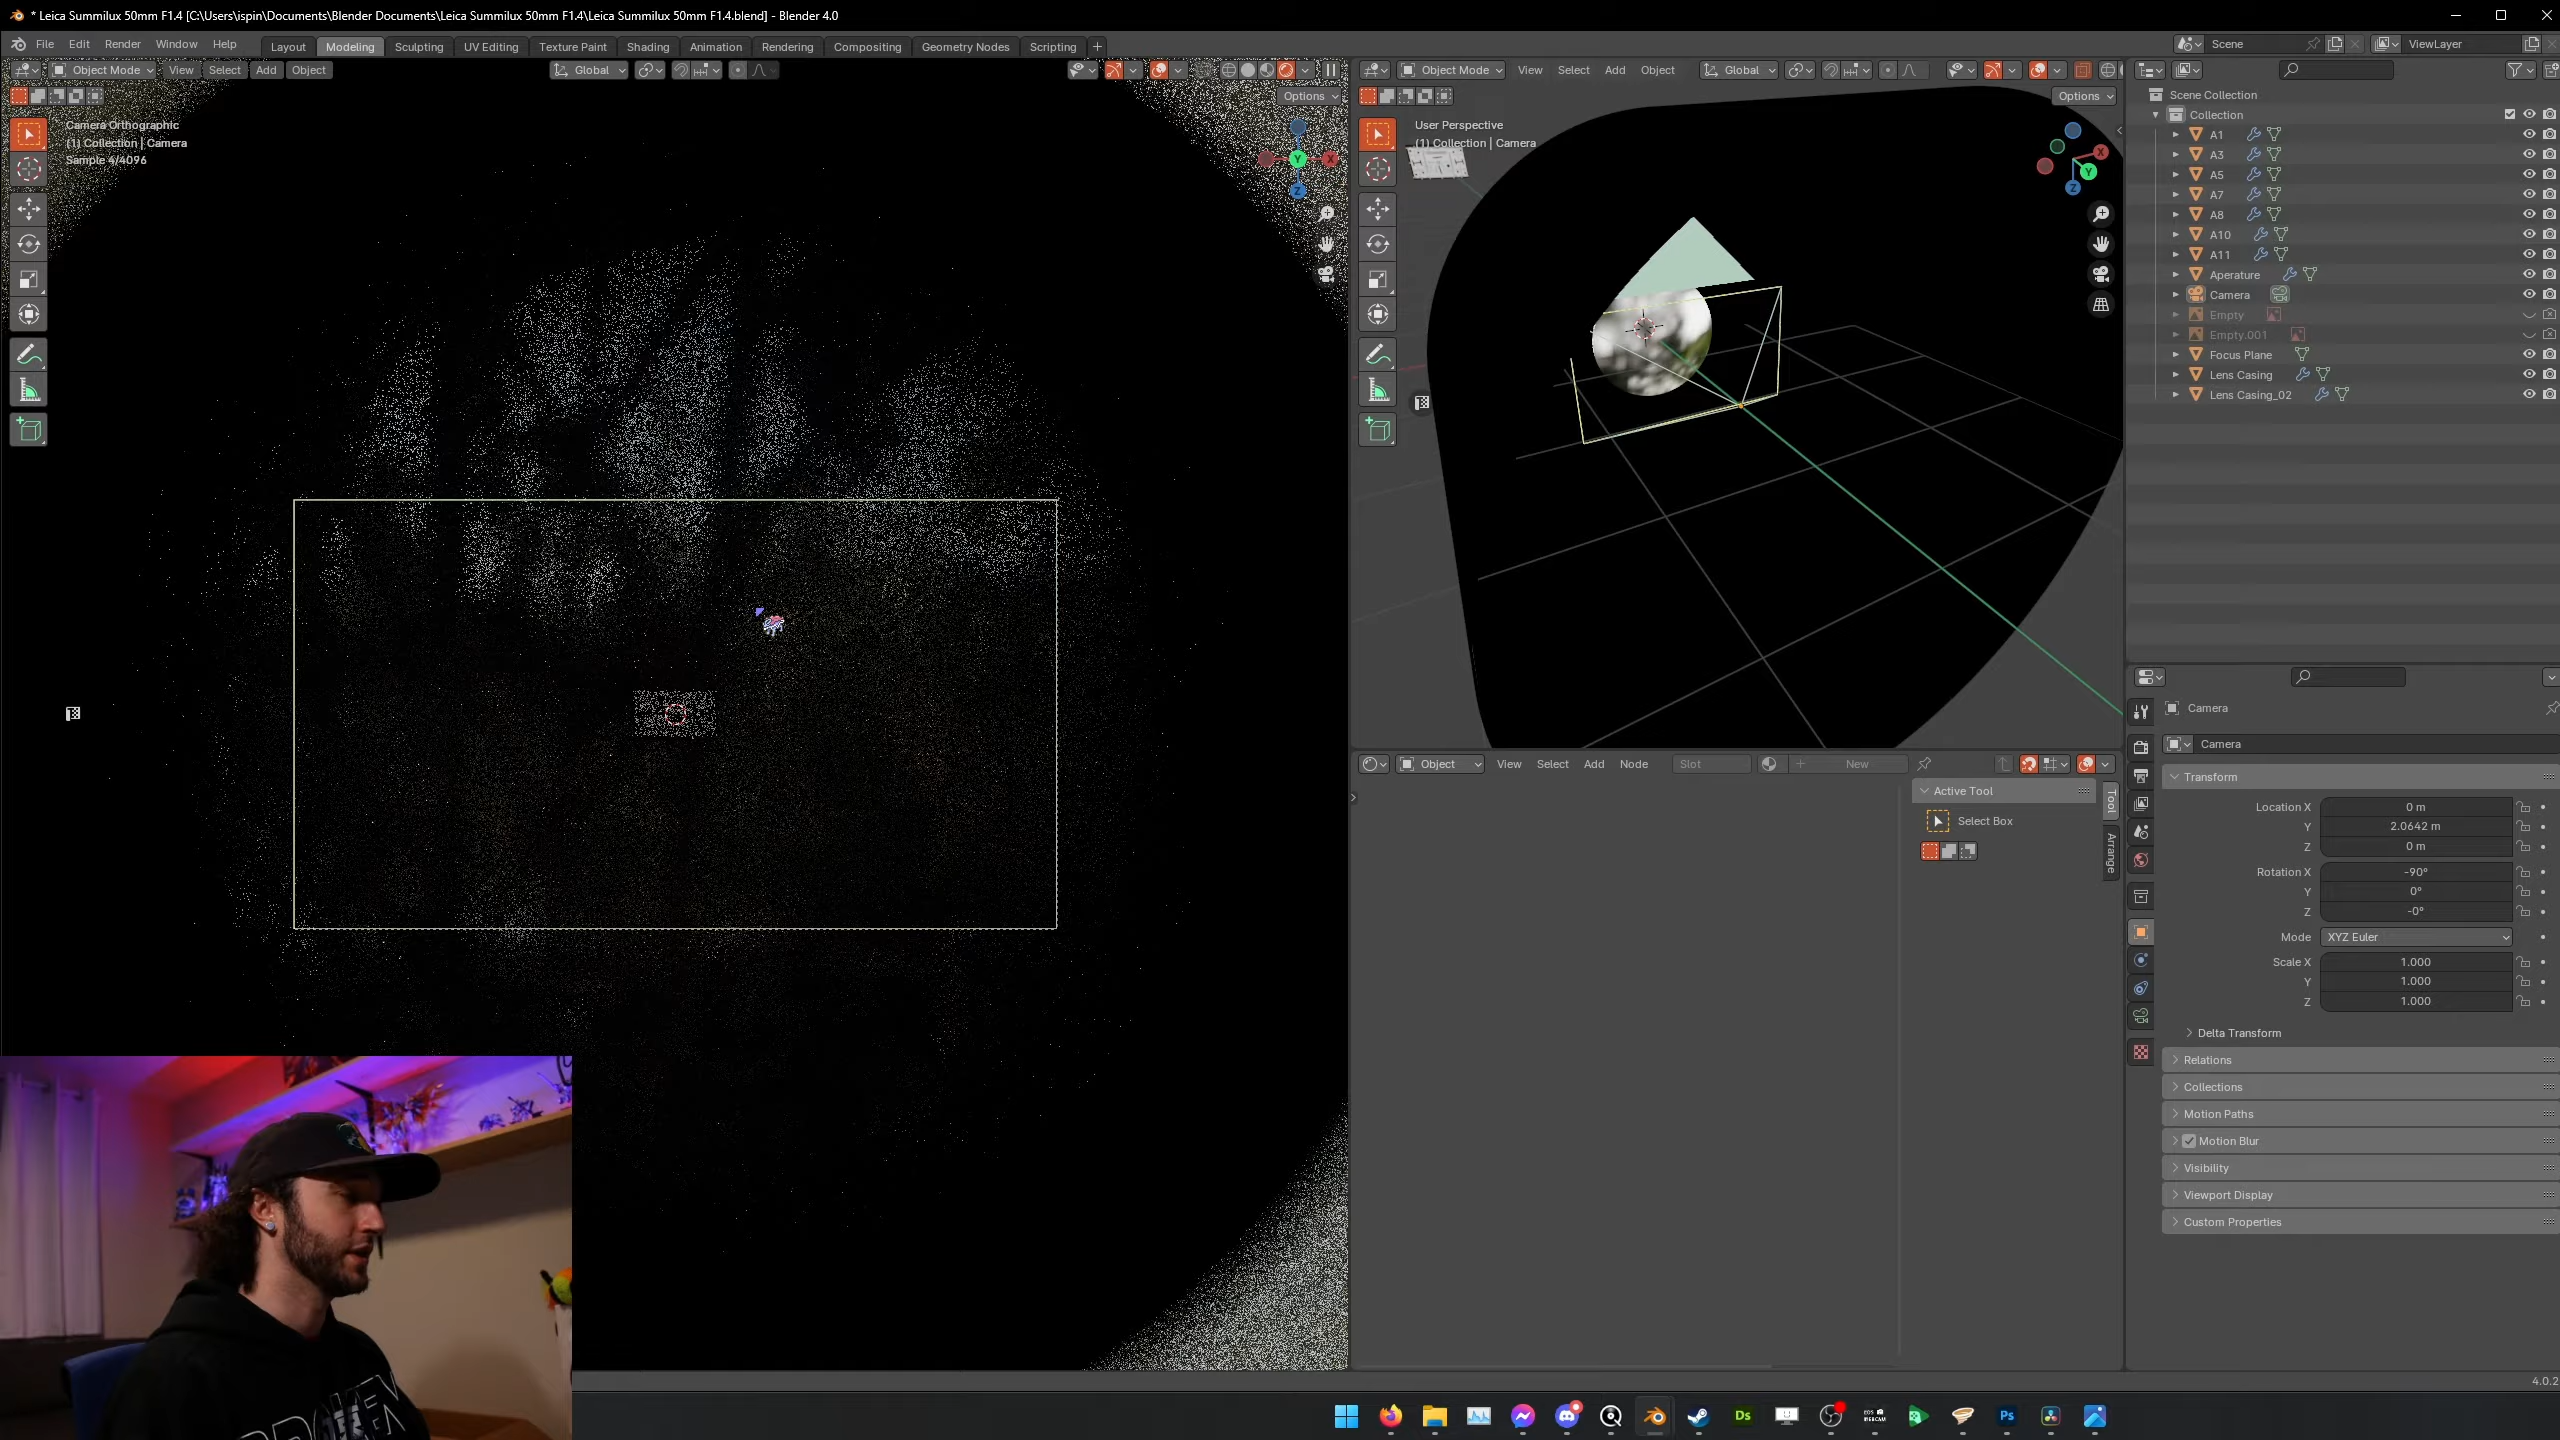 * Leica Summilux 50mm F1.4 [C:\Users\ispin\Documents\Blender Documents\Leica Summilux 50mm F1.4\Leica Summilux 50mm F1.4.blend] - Blender 4.0
File Edit Render Window Help Layout Modeling Sculpting UV Editing Texture Paint Shading Animation Rendering Compositing Geometry Nodes Scripting + Scene ViewLayer
Object Mode View Select Add Object Global
Options
Camera Orthographic
(1) Collection | Camera
Sample 4/4096
X
Y
Z
Object Mode View Select Add Object Global
Options
User Perspective
(1) Collection | Camera
X
Y
Z
Scene Collection
Collection
A1
A3
A5
A7
A8
A10
A11
Aperature
Camera
Empty
Empty.001
Focus Plane
Lens Casing
Lens Casing_02
Object View Select Add Node Slot New
Active Tool
Select Box
Tool
Arrange
Camera
Camera
Transform
Location X 0 m
Y 2.0642 m
Z 0 m
Rotation X -90°
Y 0°
Z -0°
Mode XYZ Euler
Scale X 1.000
Y 1.000
Z 1.000
Delta Transform
Relations
Collections
Motion Paths
Motion Blur
Visibility
Viewport Display
Custom Properties
4.0.2
Ds
EOS
WEBCAM
Ps